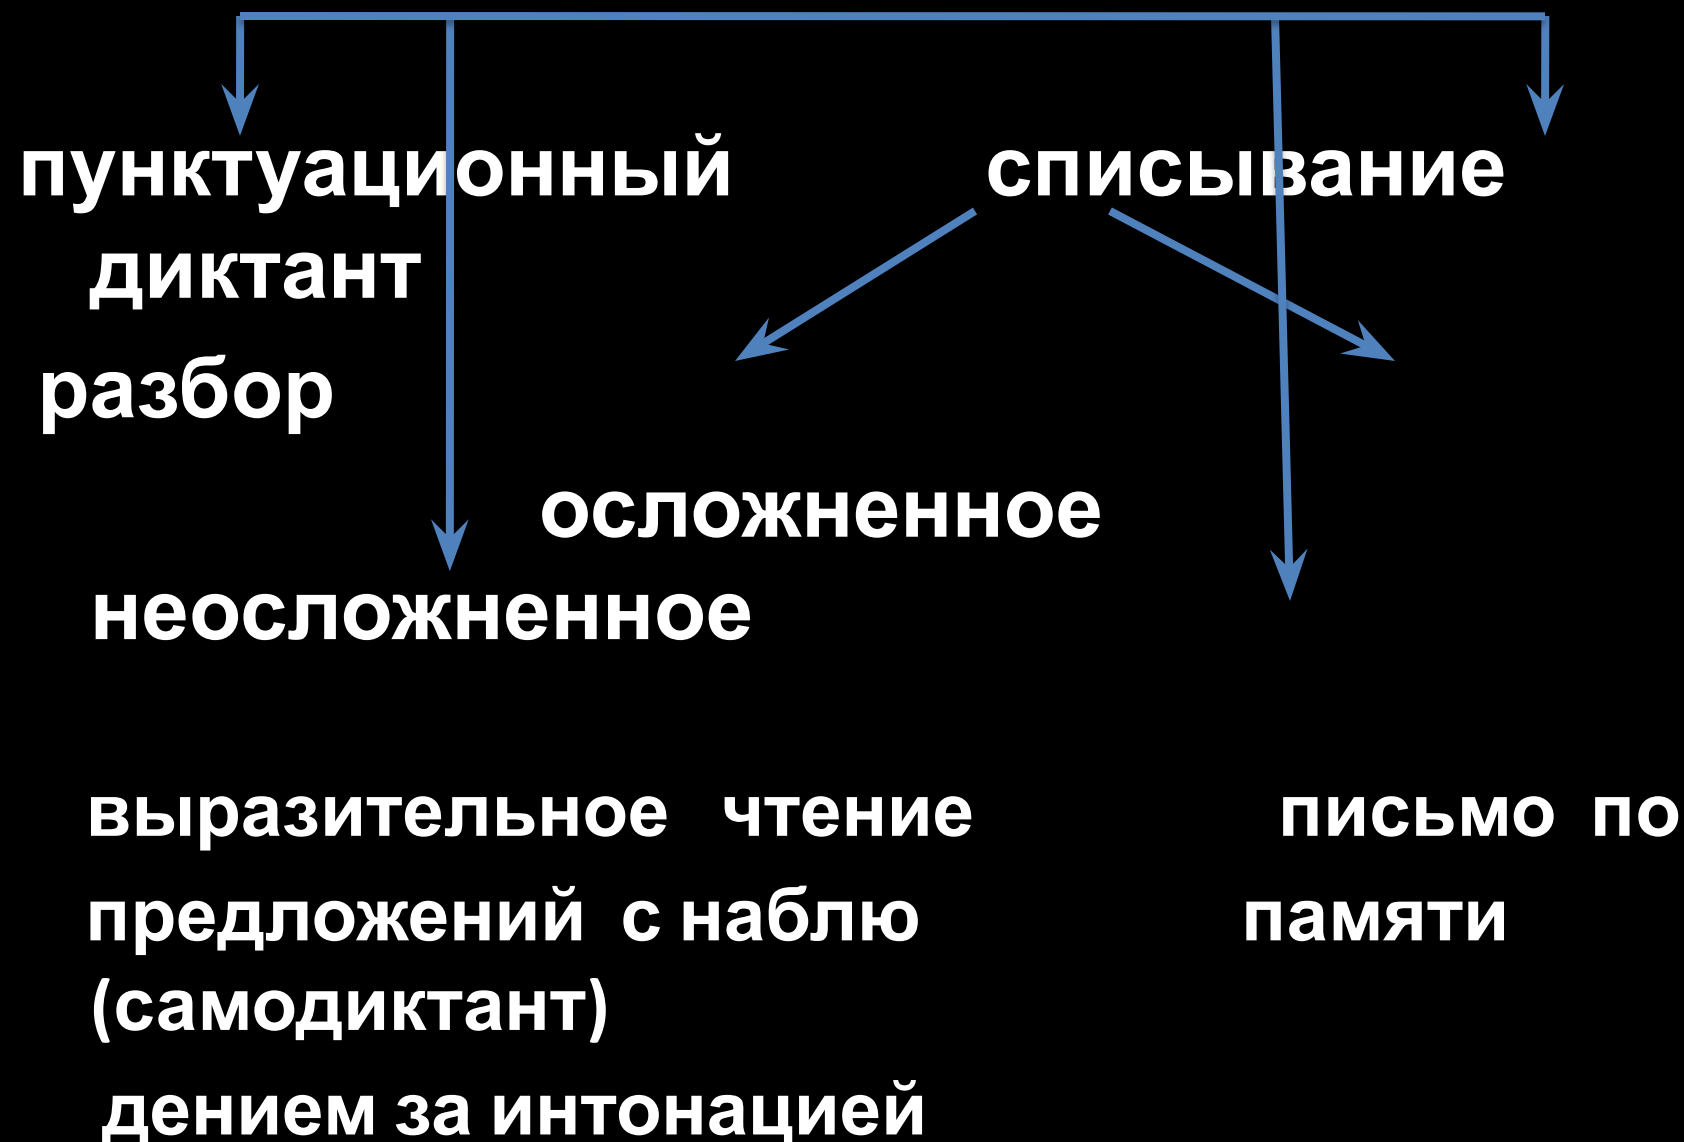 пунктуационный списывание
диктант
разбор
осложненное
неосложненное
выразительное чтение письмо по
предложений с наблю памяти
(самодиктант)
дением за интонацией